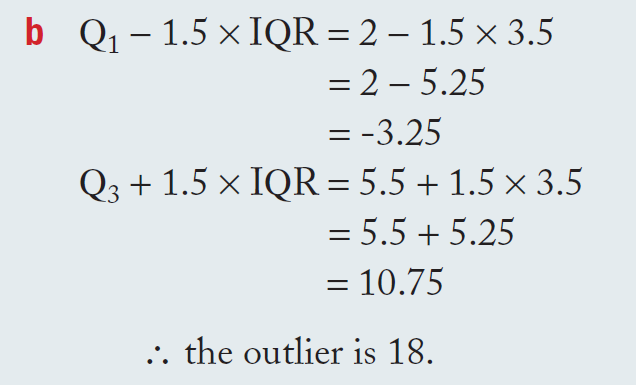 b Q₁ – 1.5 × IQR = 2 – 1.5 × 3.5
= 2 – 5.25
= -3.25
Q₃ + 1.5 × IQR = 5.5 + 1.5 × 3.5
= 5.5 + 5.25
= 10.75
∴ the outlier is 18.